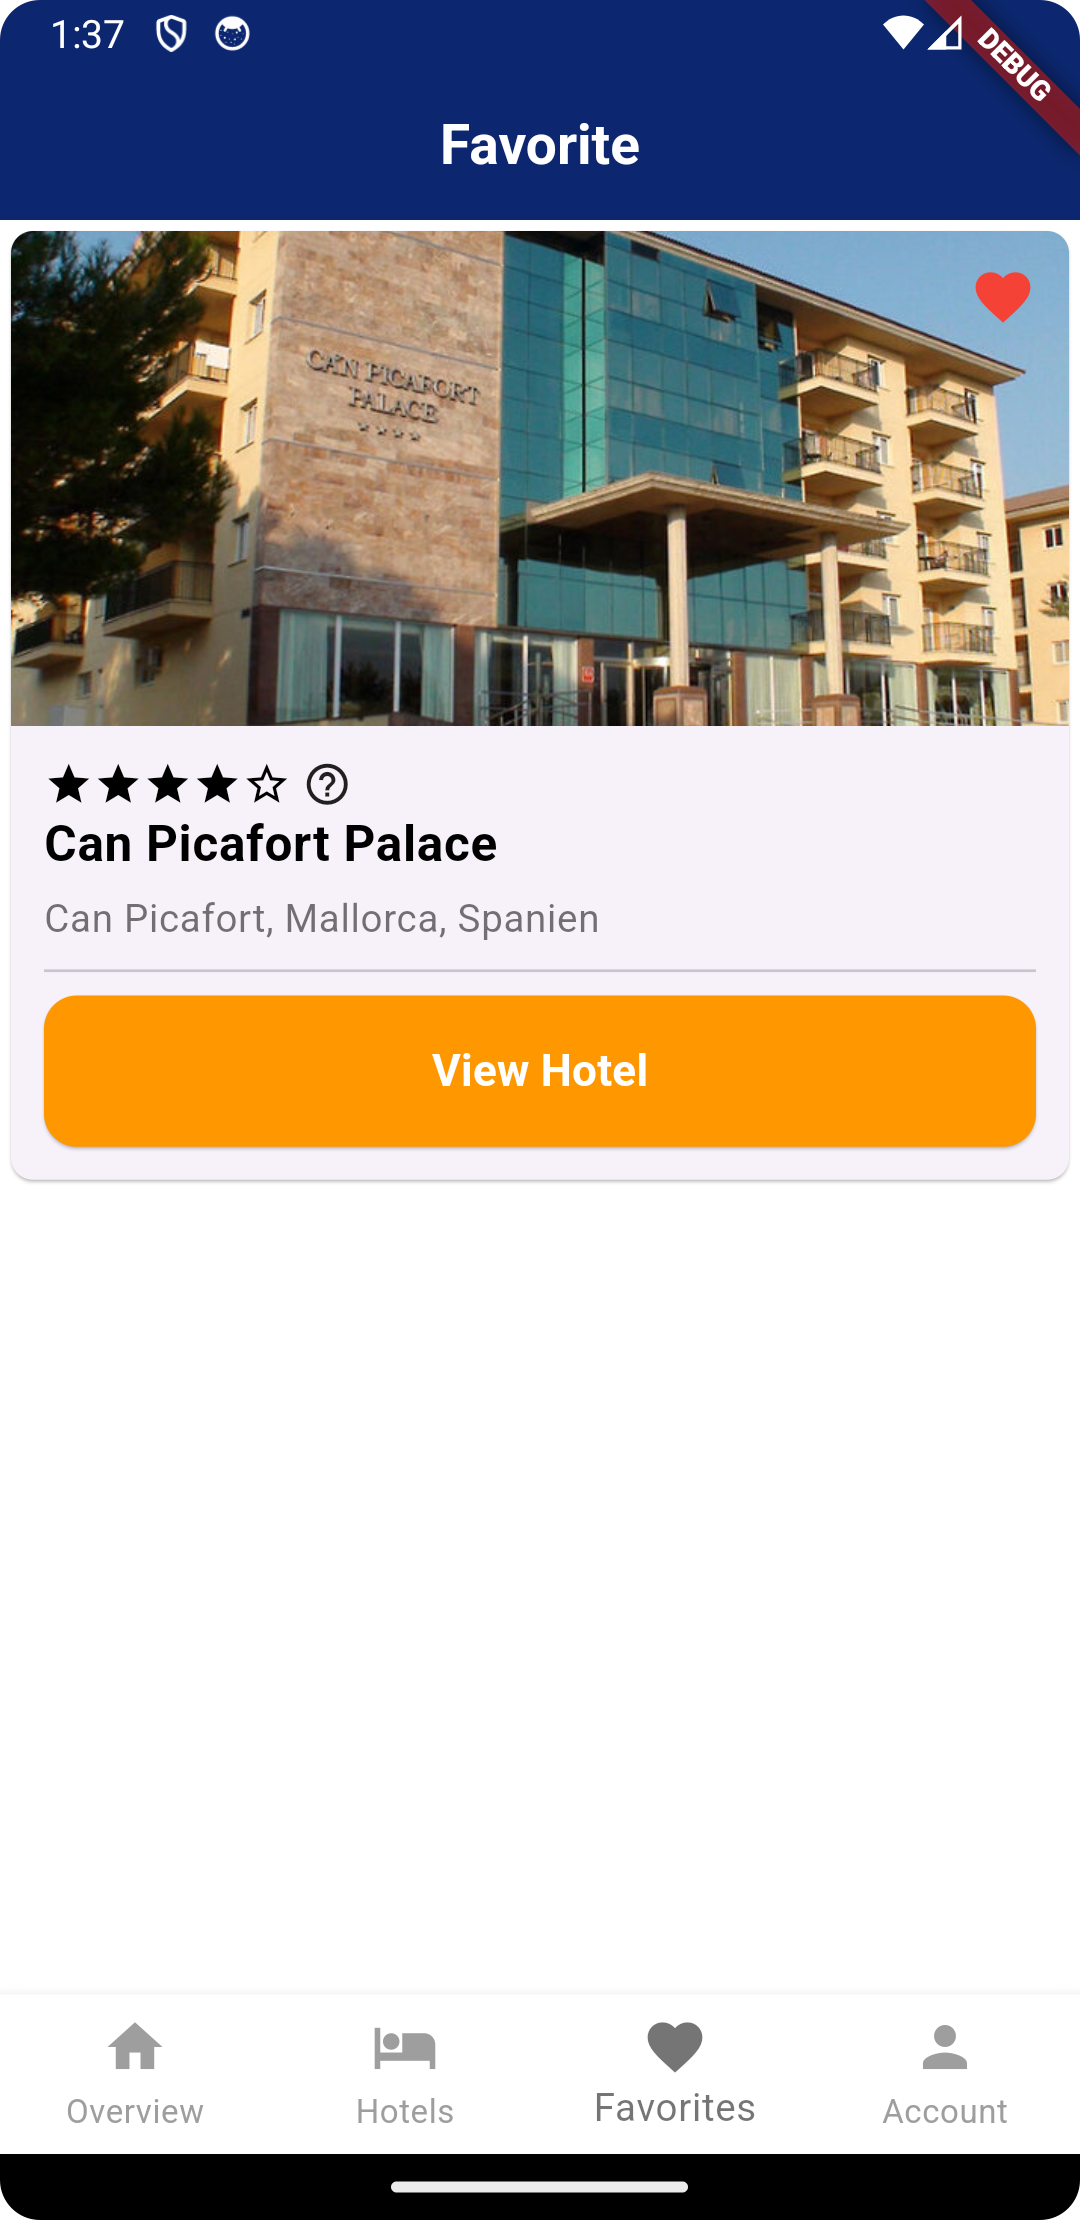 1:37
DEBUG
Favorite
CAN PICAFORT
PALACE
Can Picafort Palace
Can Picafort, Mallorca, Spanien
View Hotel
Overview
Hotels
Favorites
Account